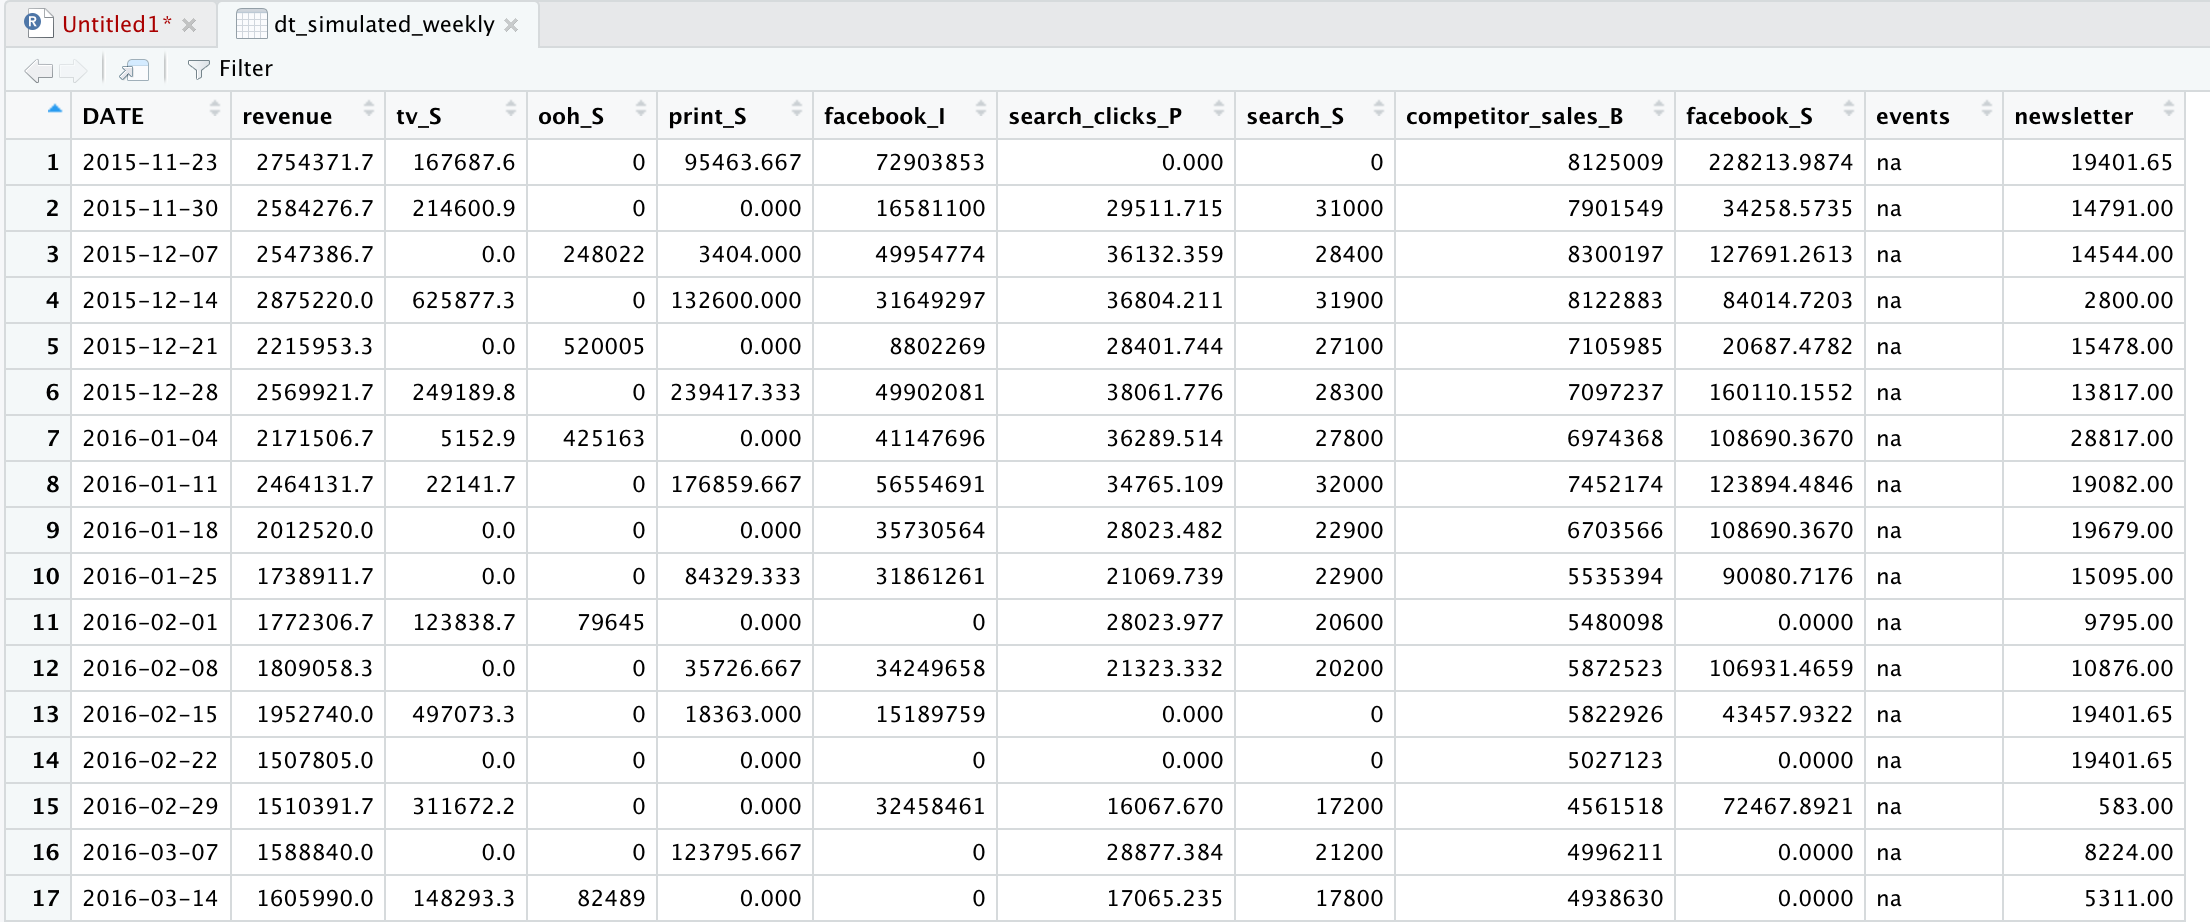 Untitled1* dt_simulated_weekly
Filter
DATE revenue tv_S ooh_S print_S facebook_I search_clicks_P search_S competitor_sales_B facebook_S events newsletter
1 2015-11-23 2754371.7 167687.6 0 95463.667 72903853 0.000 0 8125009 228213.9874 na 19401.65
2 2015-11-30 2584276.7 214600.9 0 0.000 16581100 29511.715 31000 7901549 34258.5735 na 14791.00
3 2015-12-07 2547386.7 0.0 248022 3404.000 49954774 36132.359 28400 8300197 127691.2613 na 14544.00
4 2015-12-14 2875220.0 625877.3 0 132600.000 31649297 36804.211 31900 8122883 84014.7203 na 2800.00
5 2015-12-21 2215953.3 0.0 520005 0.000 8802269 28401.744 27100 7105985 20687.4782 na 15478.00
6 2015-12-28 2569921.7 249189.8 0 239417.333 49902081 38061.776 28300 7097237 160110.1552 na 13817.00
7 2016-01-04 2171506.7 5152.9 425163 0.000 41147696 36289.514 27800 6974368 108690.3670 na 28817.00
8 2016-01-11 2464131.7 22141.7 0 176859.667 56554691 34765.109 32000 7452174 123894.4846 na 19082.00
9 2016-01-18 2012520.0 0.0 0 0.000 35730564 28023.482 22900 6703566 108690.3670 na 19679.00
10 2016-01-25 1738911.7 0.0 0 84329.333 31861261 21069.739 22900 5535394 90080.7176 na 15095.00
11 2016-02-01 1772306.7 123838.7 79645 0.000 0 28023.977 20600 5480098 0.0000 na 9795.00
12 2016-02-08 1809058.3 0.0 0 35726.667 34249658 21323.332 20200 5872523 106931.4659 na 10876.00
13 2016-02-15 1952740.0 497073.3 0 18363.000 15189759 0.000 0 5822926 43457.9322 na 19401.65
14 2016-02-22 1507805.0 0.0 0 0.000 0 0.000 0 5027123 0.0000 na 19401.65
15 2016-02-29 1510391.7 311672.2 0 0.000 32458461 16067.670 17200 4561518 72467.8921 na 583.00
16 2016-03-07 1588840.0 0.0 0 123795.667 0 28877.384 21200 4996211 0.0000 na 8224.00
17 2016-03-14 1605990.0 148293.3 82489 0.000 0 17065.235 17800 4938630 0.0000 na 5311.00